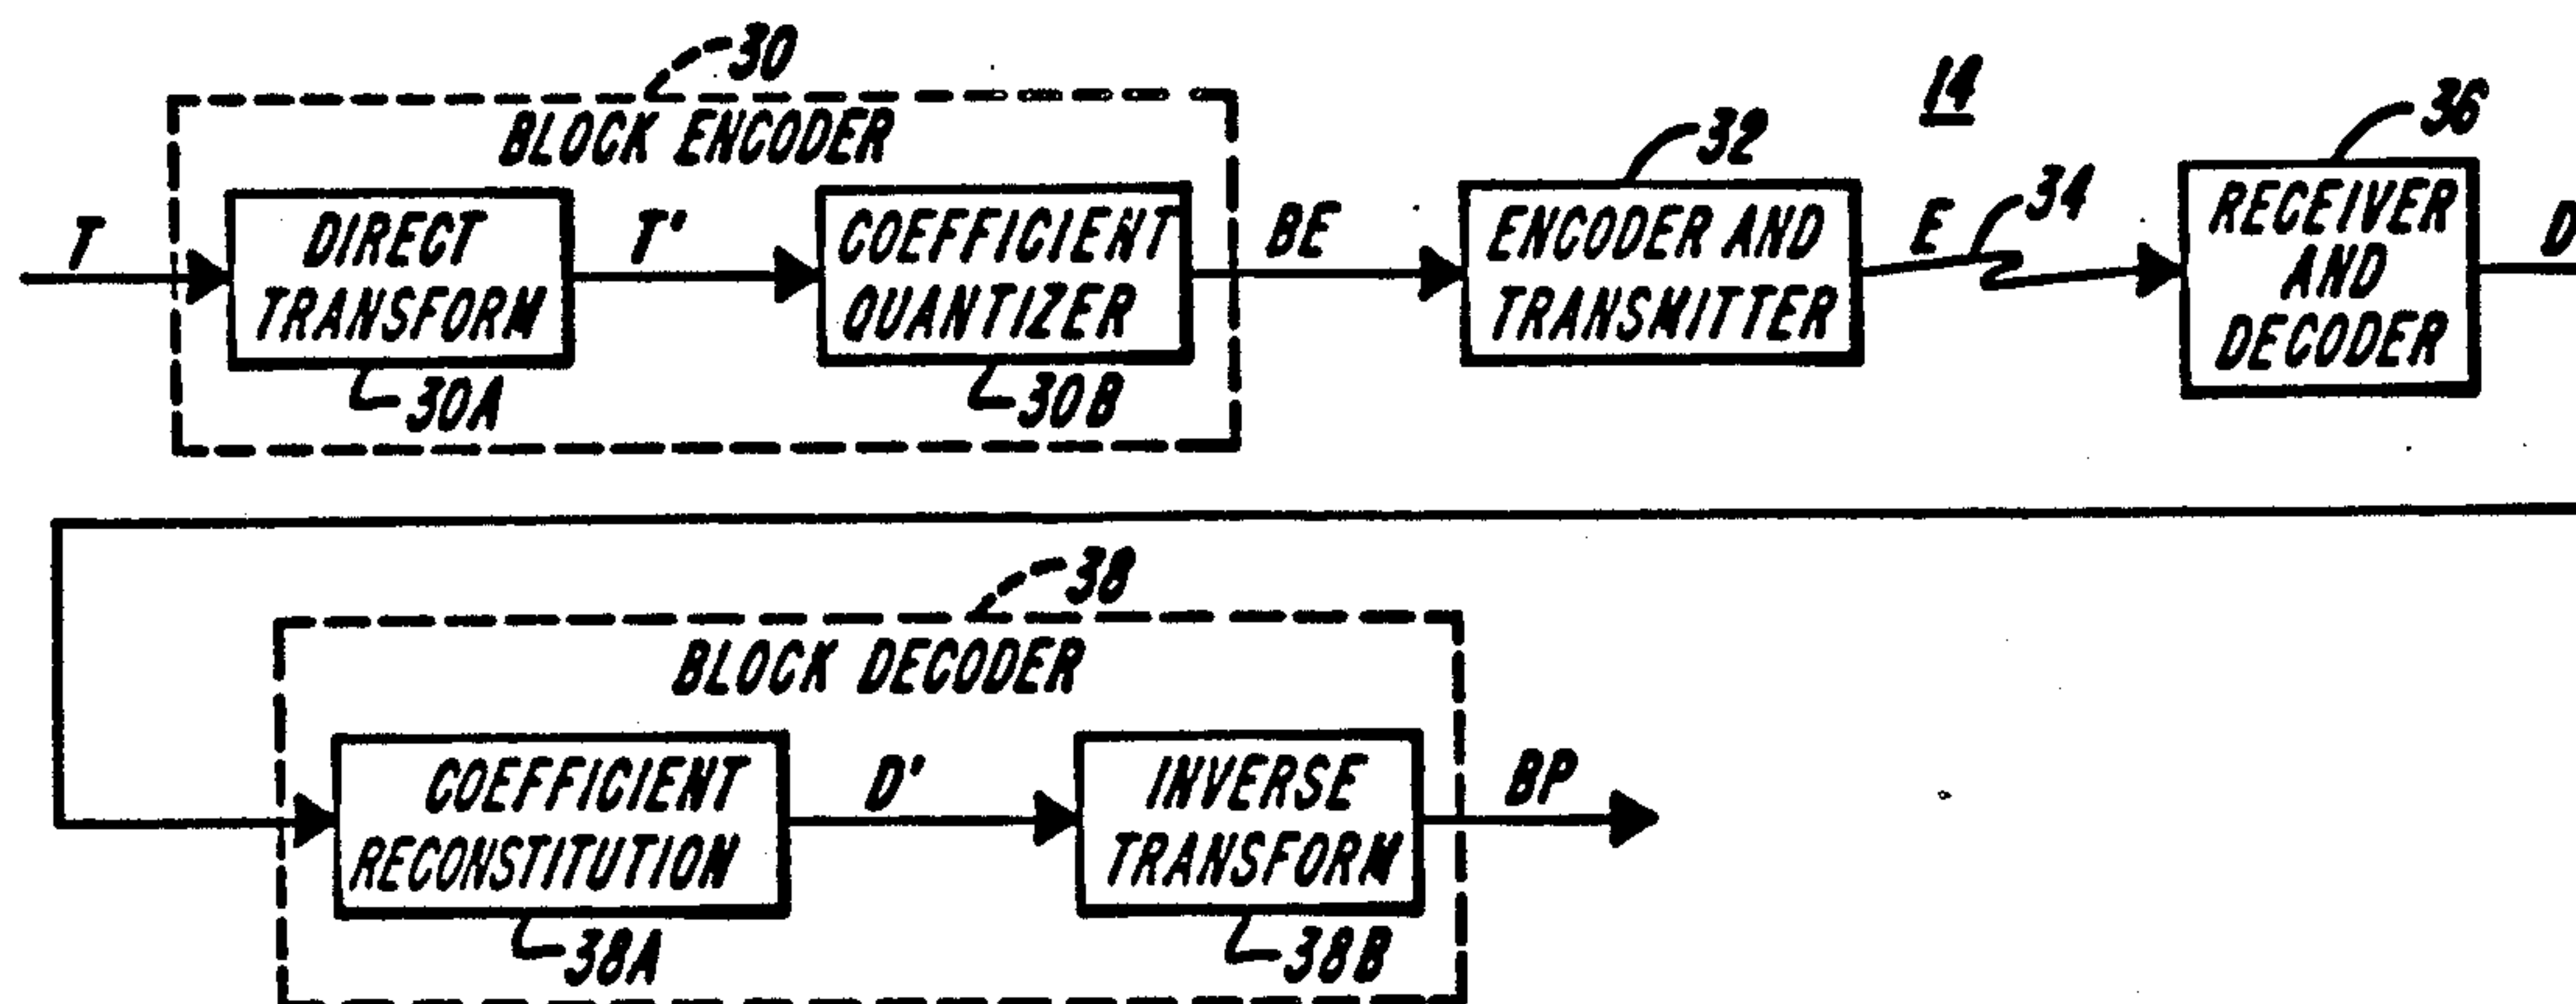 30
BLOCK ENCODER
14
32
36
T
DIRECT
TRANSFORM
T'
COEFFICIENT
QUANTIZER
BE
ENCODER AND
TRANSMITTER
E
34
RECEIVER
AND
DECODER
D
30A
30B
38
BLOCK DECODER
COEFFICIENT
RECONSTITUTION
D'
INVERSE
TRANSFORM
BP
38A
38B